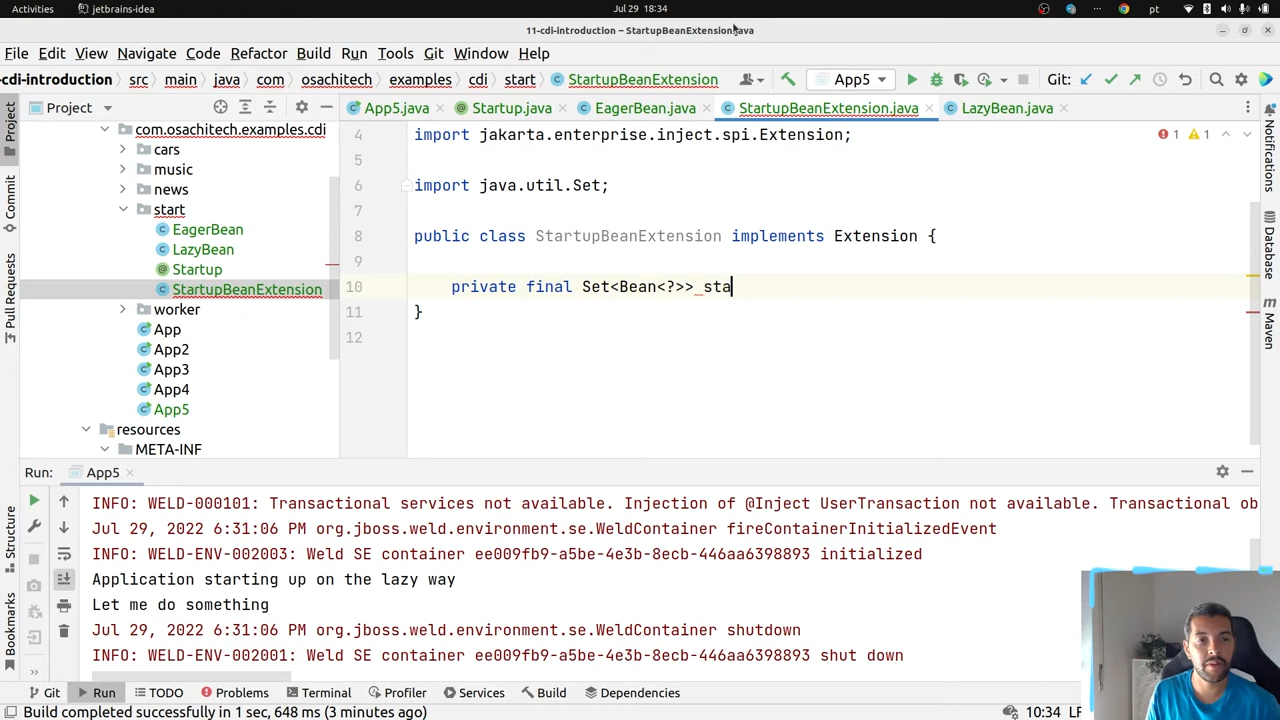 Activities
jetbrains-idea
Jul 29 18:34
pt
11-cdi-introduction – StartupBeanExtension.java
File Edit View Navigate Code Refactor Build Run Tools Git Window Help
-cdi-introduction src main java com osachitech examples cdi start StartupBeanExtension App5 Git:
Project
App5.java Startup.java EagerBean.java StartupBeanExtension.java LazyBean.java
com.osachitech.examples.cdi
cars
music
news
start
EagerBean
LazyBean
Startup
StartupBeanExtension
worker
App
App2
App3
App4
App5
resources
META-INF
4 import jakarta.enterprise.inject.spi.Extension;
5
6 import java.util.Set;
7
8 public class StartupBeanExtension implements Extension {
9
10 private final Set<Bean<?>> sta
11 }
12
1 1
Project
Commit
Pull Requests
Structure
Bookmarks
Notifications
Database
Maven
Run: App5
INFO: WELD-000101: Transactional services not available. Injection of @Inject UserTransaction not available. Transactional ob
Jul 29, 2022 6:31:06 PM org.jboss.weld.environment.se.WeldContainer fireContainerInitializedEvent
INFO: WELD-ENV-002003: Weld SE container ee009fb9-a5be-4e3b-8ecb-446aa6398893 initialized
Application starting up on the lazy way
Let me do something
Jul 29, 2022 6:31:06 PM org.jboss.weld.environment.se.WeldContainer shutdown
INFO: WELD-ENV-002001: Weld SE container ee009fb9-a5be-4e3b-8ecb-446aa6398893 shut down
Git Run TODO Problems Terminal Profiler Services Build Dependencies
Build completed successfully in 1 sec, 648 ms (3 minutes ago)
10:34 LF